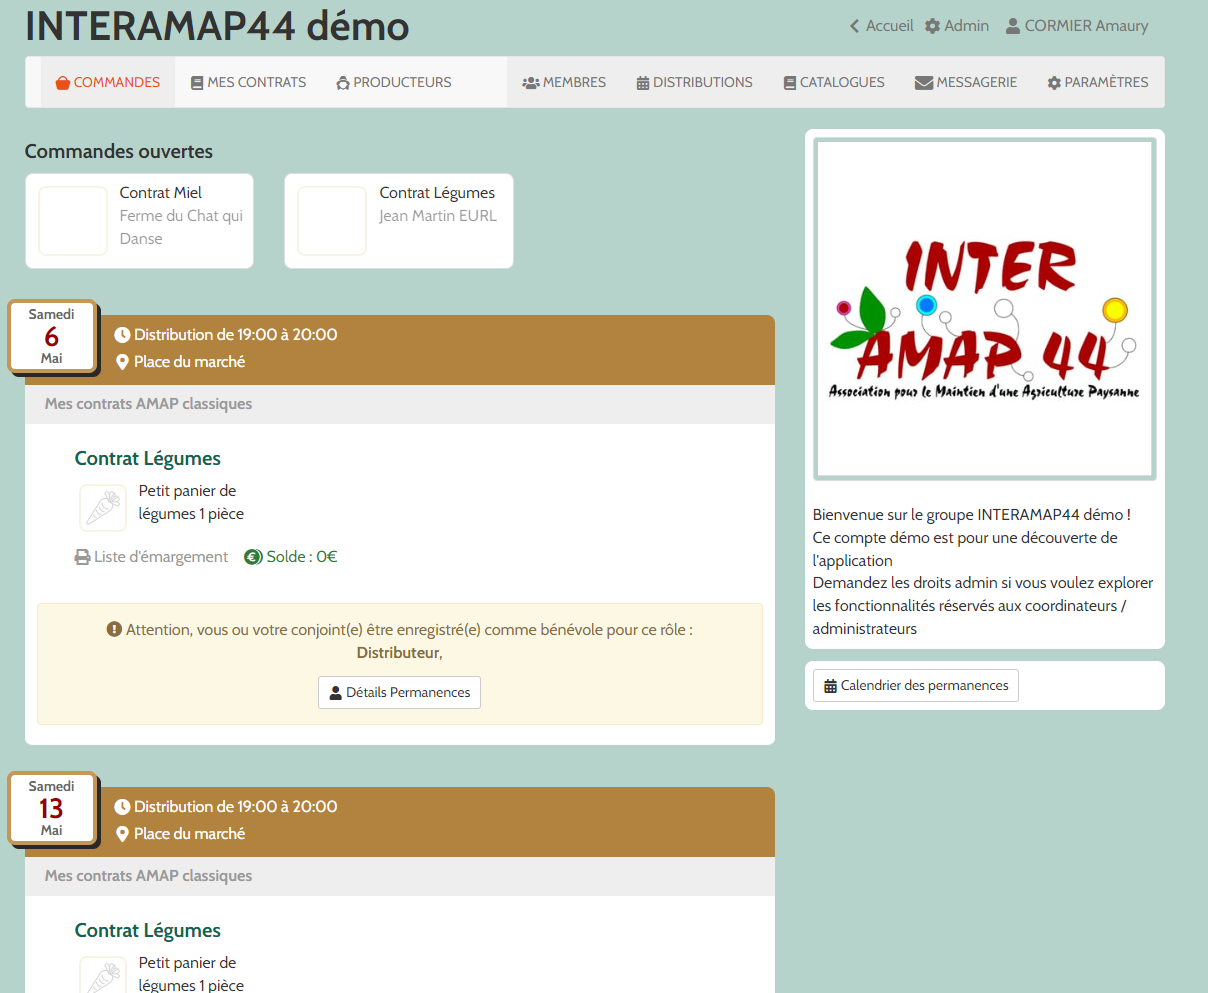 INTERAMAP44 démo
Accueil Admin CORMIER Amaury
COMMANDES MES CONTRATS PRODUCTEURS MEMBRES DISTRIBUTIONS CATALOGUES MESSAGERIE PARAMÈTRES
Commandes ouvertes
Contrat Miel
Ferme du Chat qui
Danse
Contrat Légumes
Jean Martin EURL
Samedi
6
Mai
Distribution de 19:00 à 20:00
Place du marché
Mes contrats AMAP classiques
Contrat Légumes
Petit panier de
légumes 1 pièce
Liste d'émargement Solde : 0€
Attention, vous ou votre conjoint(e) être enregistré(e) comme bénévole pour ce rôle :
Distributeur,
Détails Permanences
Samedi
13
Mai
Distribution de 19:00 à 20:00
Place du marché
Mes contrats AMAP classiques
Contrat Légumes
Petit panier de
légumes 1 pièce
INTER
AMAP 44
Association pour le Maintien d'une Agriculture Paysanne
Bienvenue sur le groupe INTERAMAP44 démo !
Ce compte démo est pour une découverte de
l'application
Demandez les droits admin si vous voulez explorer
les fonctionnalités réservés aux coordinateurs /
administrateurs
Calendrier des permanences